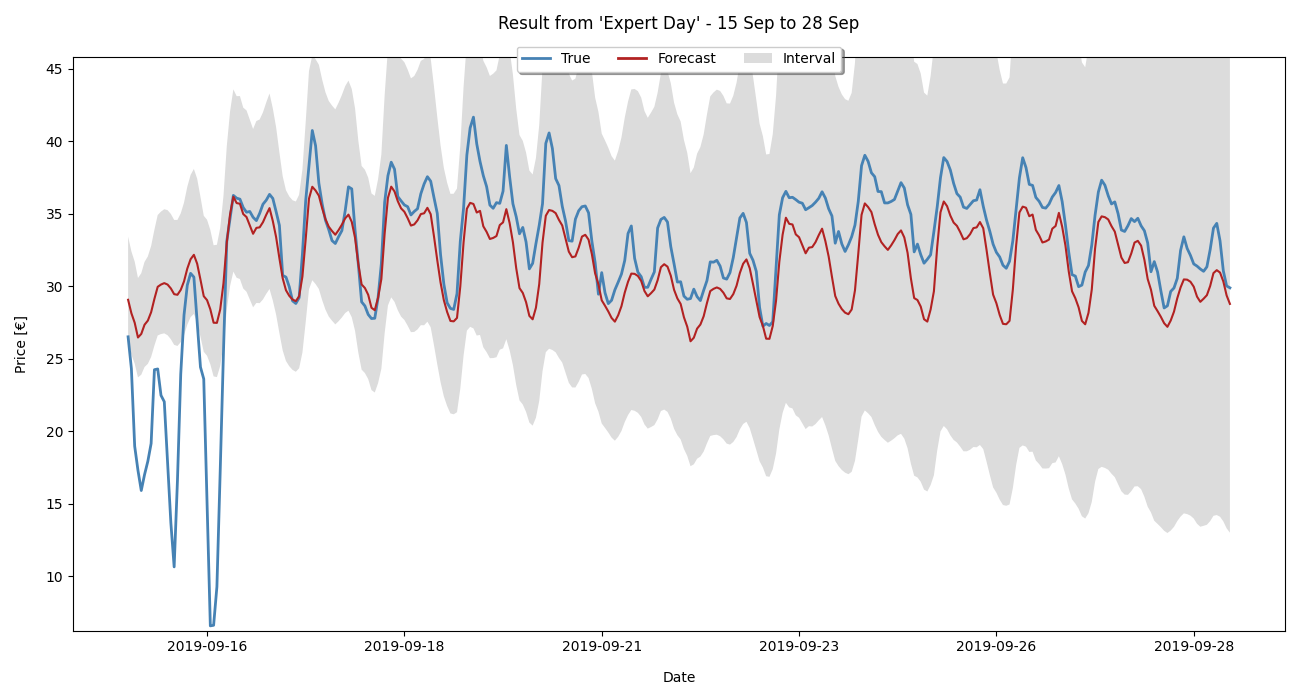 Result from 'Expert Day' - 15 Sep to 28 Sep
True Forecast Interval
45
40
35
30
25
20
15
10
Price [€]
2019-09-16 2019-09-18 2019-09-21 2019-09-23 2019-09-26 2019-09-28
Date